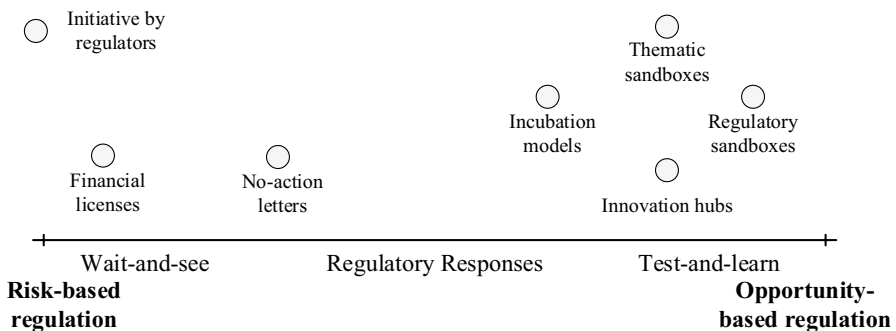 Initiative by
regulators
Thematic
sandboxes
Incubation
models
Regulatory
sandboxes
Financial
licenses
No-action
letters
Innovation hubs
Wait-and-see
Regulatory Responses
Test-and-learn
Risk-based
regulation
Opportunity-
based regulation